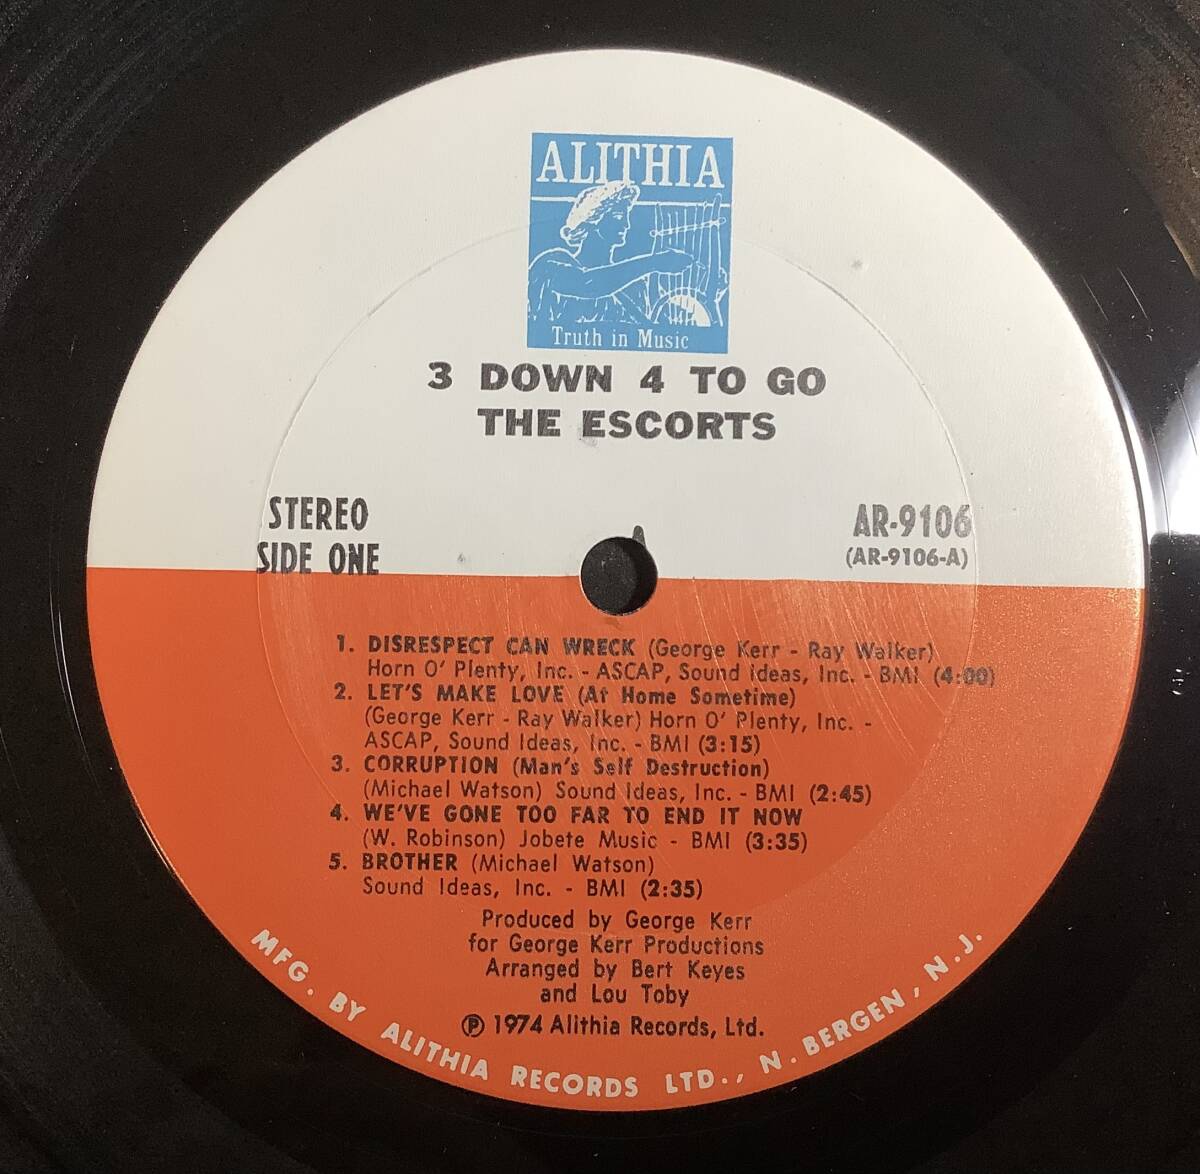 ALITHIA
Truth in Music
3 DOWN 4 TO GO
THE ESCORTS
STEREO
SIDE ONE
AR-9106
(AR-9106-A)
1. DISRESPECT CAN WRECK (George Kerr - Ray Walker)
Horn O' Plenty, Inc. - ASCAP, Sound Ideas, Inc. - BMI (4:00)
2. LET'S MAKE LOVE (At Home Sometime)
(George Kerr - Ray Walker) Horn O' Plenty, Inc. -
ASCAP, Sound Ideas, Inc. - BMI (3:15)
3. CORRUPTION (Man's Self Destruction)
(Michael Watson) Sound Ideas, Inc. - BMI (2:45)
4. WE'VE GONE TOO FAR TO END IT NOW
(W. Robinson) Jobete Music - BMI (3:35)
5. BROTHER (Michael Watson)
Sound Ideas, Inc. - BMI (2:35)
Produced by George Kerr
for George Kerr Productions
Arranged by Bert Keyes
and Lou Toby
℗ 1974 Alithia Records, Ltd.
MFG. BY ALITHIA RECORDS LTD., N. BERGEN, N.J.